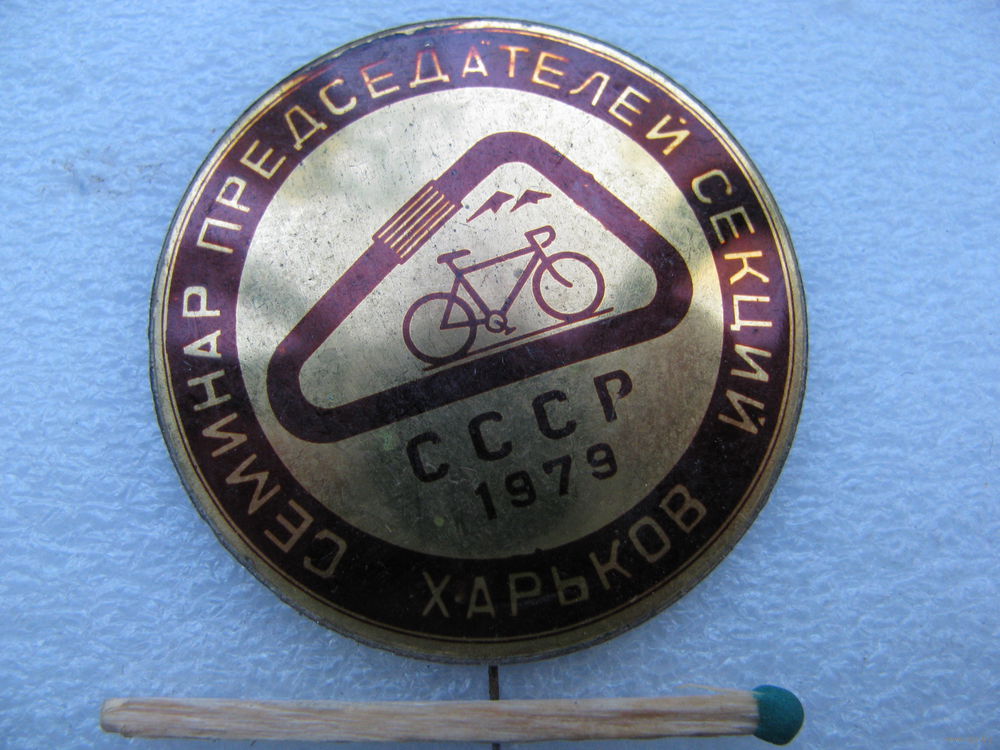 СЕМИНАР ПРЕДСЕДАТЕЛЕЙ СЕКЦИЙ
СССР
1979
ХАРЬКОВ